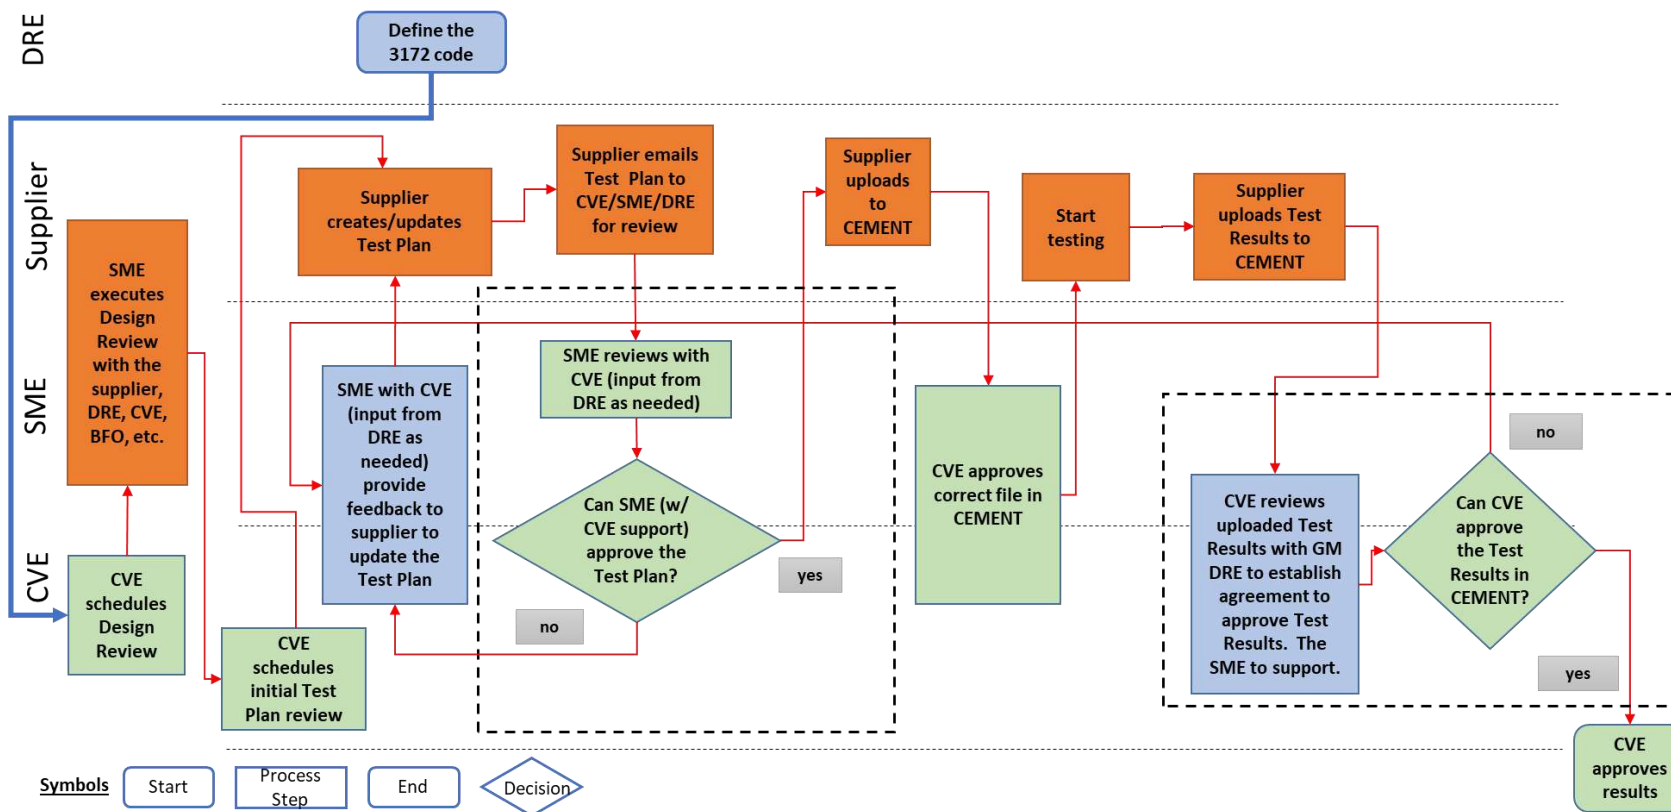 DRE
Define the
3172 code
Supplier
Supplier
creates/updates
Test Plan
Supplier emails
Test Plan to
CVE/SME/DRE
for review
Supplier
uploads
to
CEMENT
Start
testing
Supplier
uploads Test
Results to
CEMENT
SME
executes
Design
Review
with the
supplier,
DRE, CVE,
BFO, etc.
SME
SME with CVE
(input from
DRE as
needed)
provide
feedback to
supplier to
update the
Test Plan
SME reviews with
CVE (input from
DRE as needed)
Can SME (w/
CVE support)
approve the
Test Plan?
yes
no
CVE approves
correct file in
CEMENT
CVE reviews
uploaded Test
Results with GM
DRE to establish
agreement to
approve Test
Results. The
SME to support.
no
Can CVE
approve
the Test
Results in
CEMENT?
yes
CVE
CVE
schedules
Design
Review
CVE
schedules
initial Test
Plan review
CVE
approves
results
Symbols
Start
Process
Step
End
Decision